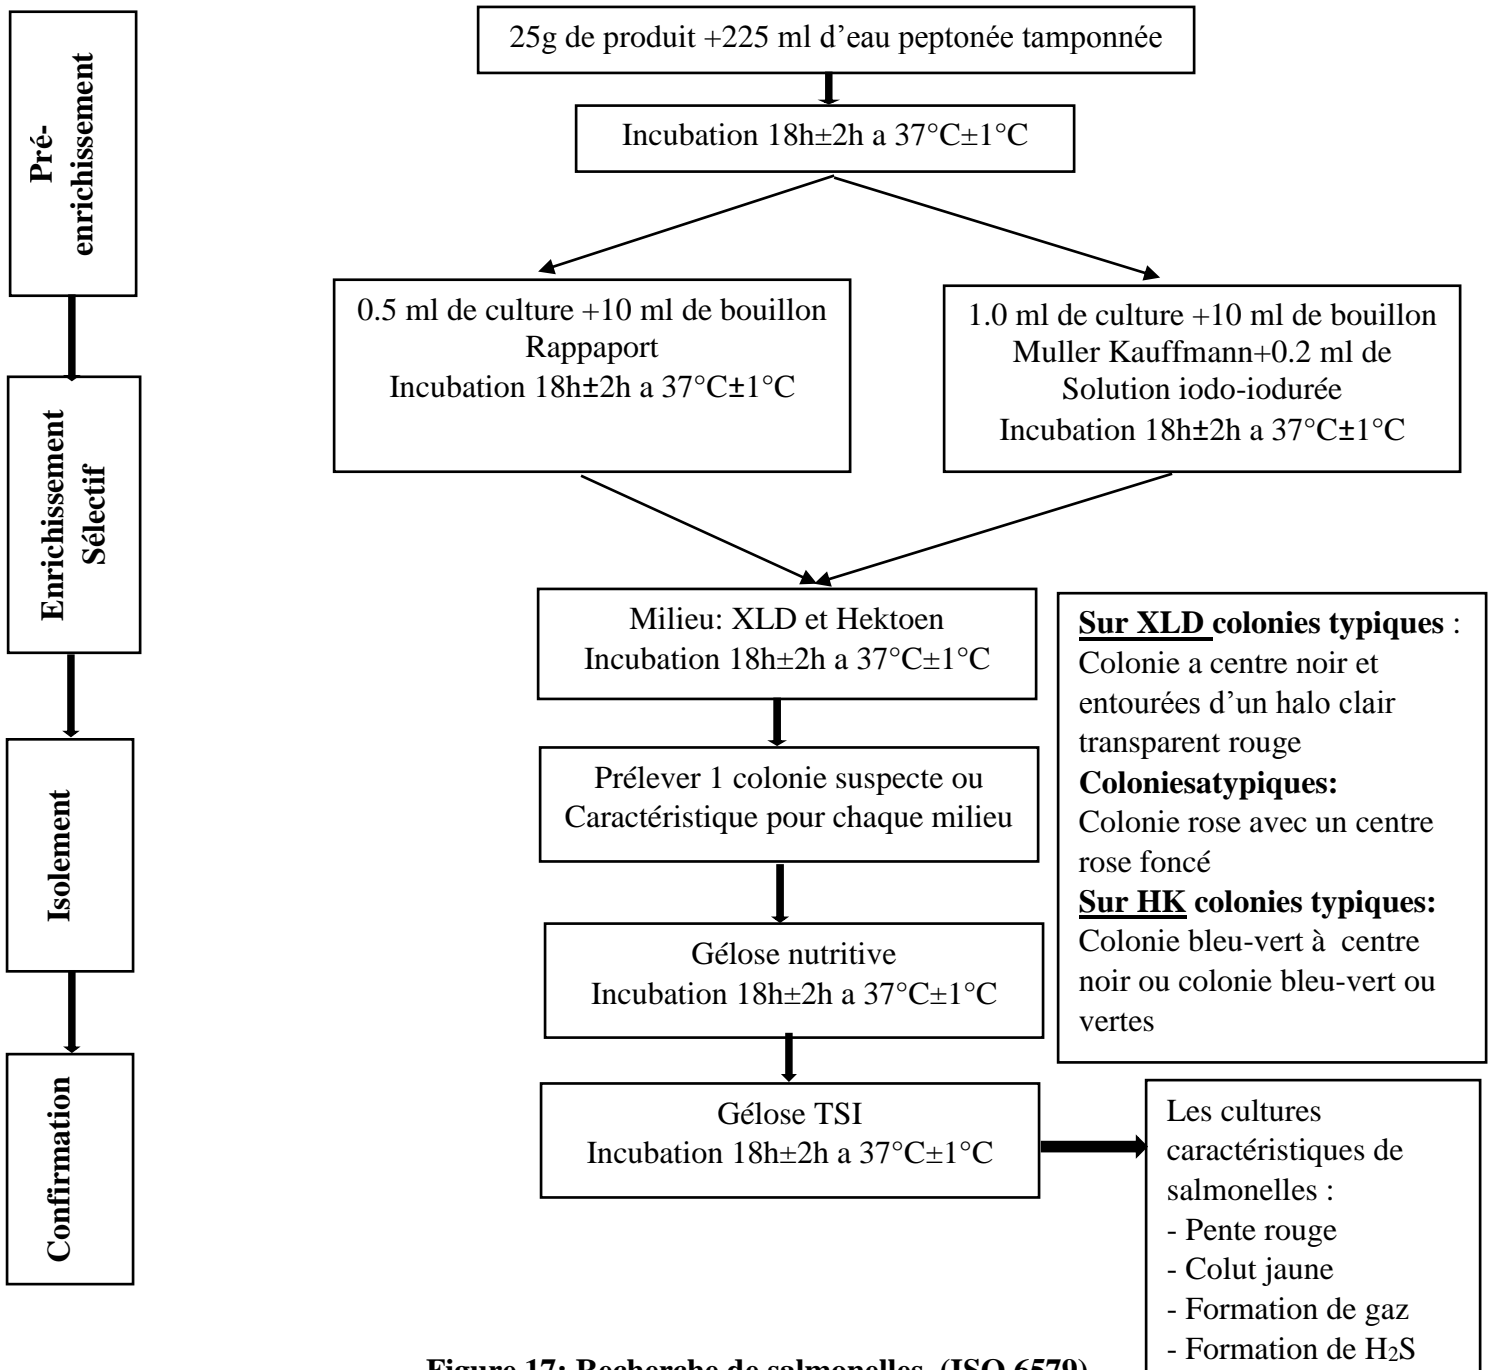 Pré-
enrichissement
25g de produit +225 ml d’eau peptonée tamponnée
Incubation 18h±2h a 37°C±1°C
Enrichissement
Sélectif
0.5 ml de culture +10 ml de bouillon
Rappaport
Incubation 18h±2h a 37°C±1°C
1.0 ml de culture +10 ml de bouillon
Muller Kauffmann+0.2 ml de
Solution iodo-iodurée
Incubation 18h±2h a 37°C±1°C
Isolement
Milieu: XLD et Hektoen
Incubation 18h±2h a 37°C±1°C
Prélever 1 colonie suspecte ou
Caractéristique pour chaque milieu
Gélose nutritive
Incubation 18h±2h a 37°C±1°C
Sur XLD colonies typiques :
Colonie a centre noir et
entourées d’un halo clair
transparent rouge
Coloniesatypiques:
Colonie rose avec un centre
rose foncé
Sur HK colonies typiques:
Colonie bleu-vert à  centre
noir ou colonie bleu-vert ou
vertes
Confirmation
Gélose TSI
Incubation 18h±2h a 37°C±1°C
Les cultures
caractéristiques de
salmonelles :
- Pente rouge
- Colut jaune
- Formation de gaz
- Formation de H₂S
Figure 17: Recherche de salmonelles  (ISO 6579)